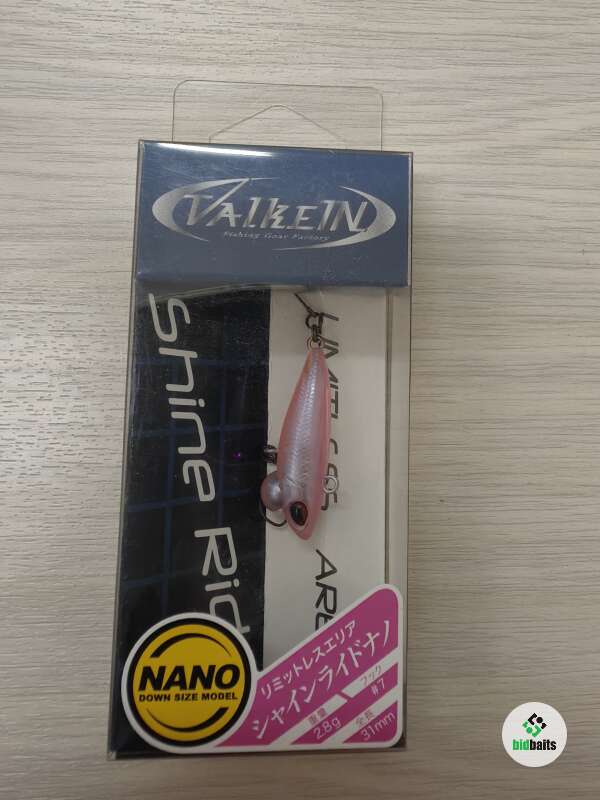 ValkeIN
Fishing Gear Factory
Shine Rid
LIMITLESS ARE
NANO
DOWN SIZE MODEL
リミットレスエリア
シャインライドナノ
重量 全長 フック
2.8g 31mm #7
bidbaits